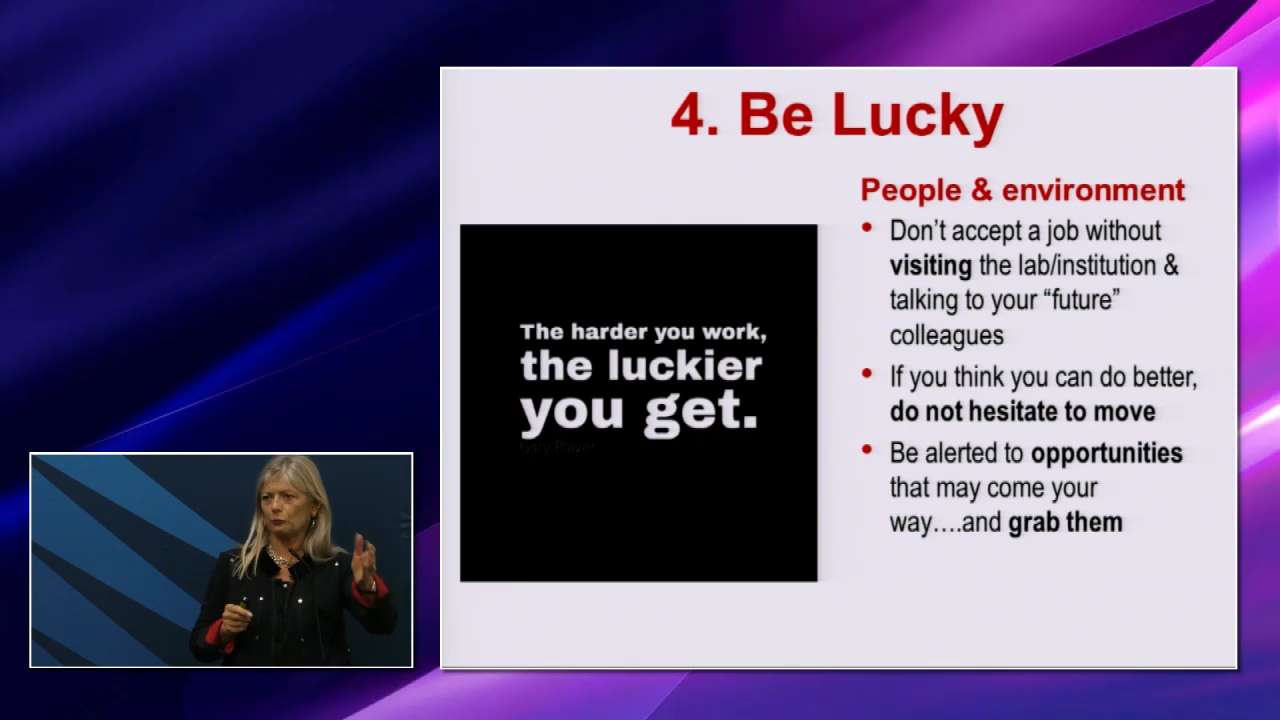 4. Be Lucky
The harder you work,
the luckier
you get.
Gary Player
People & environment
• Don’t accept a job without
visiting the lab/institution &
talking to your “future”
colleagues
• If you think you can do better,
do not hesitate to move
• Be alerted to opportunities
that may come your
way….and grab them